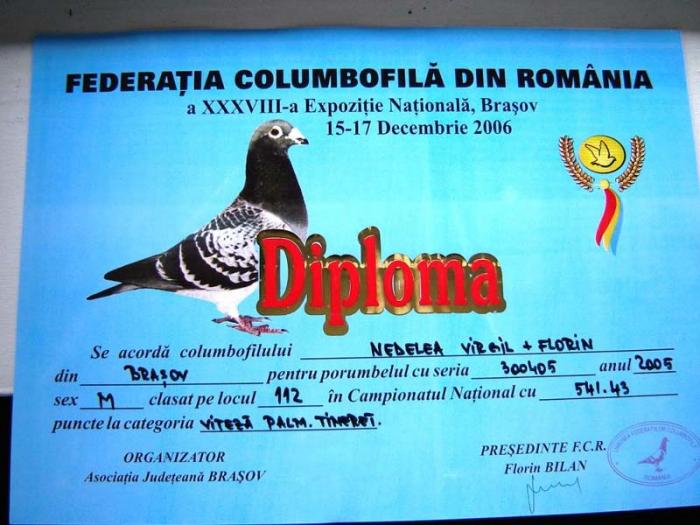 FEDERAȚIA COLUMBOFILĂ DIN ROMÂNIA
a XXXVIII-a Expoziție Națională, Brașov
15-17 Decembrie 2006
Diploma
Se acordă columbofilului NEDELEA VIRGIL + FLORIN
din BRAȘOV pentru porumbelul cu seria 300405 anul 2005
sex M clasat pe locul 112 în Campionatul Național cu 541.43
puncte la categoria VITEZĂ PALM. TINERET.
ORGANIZATOR
Asociația Județeană BRAȘOV
PREȘEDINTE F.C.R.
Florin BILAN
ROMANIA